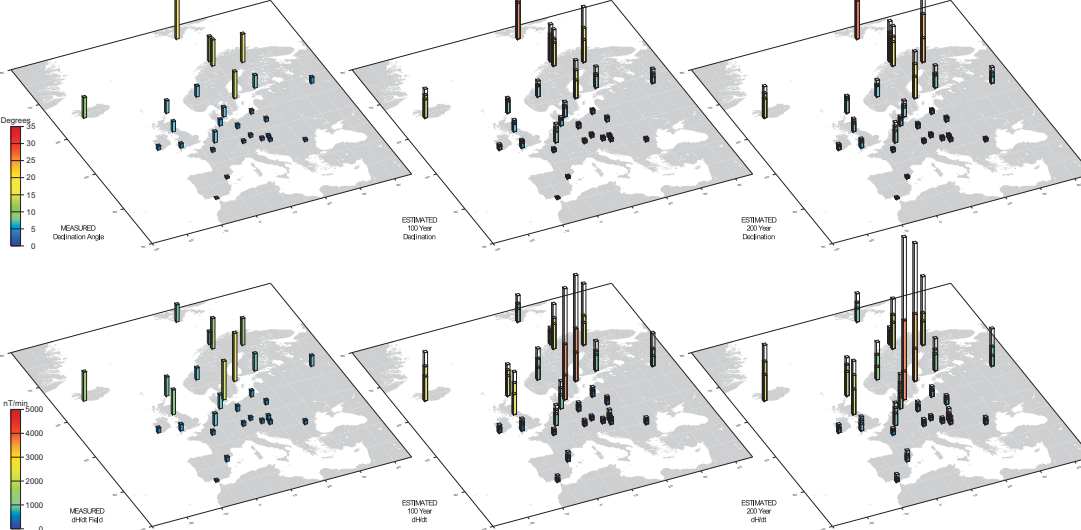 Degrees
35
30
25
20
15
10
5
0
MEASURED
Declination Angle
ESTIMATED
100 Year
Declination
ESTIMATED
200 Year
Declination
nT/min
5000
4000
3000
2000
1000
0
MEASURED
dH/dt Field
ESTIMATED
100 Year
dH/dt
ESTIMATED
200 Year
dH/dt